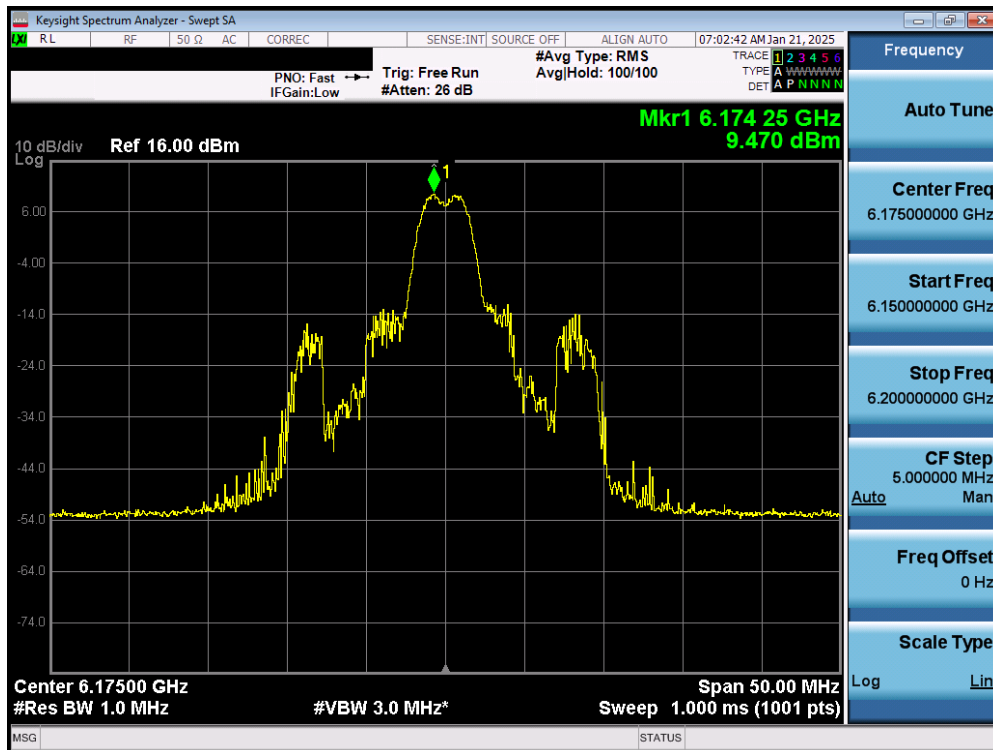 Keysight Spectrum Analyzer - Swept SA
LXI RL RF 50 Ω AC CORREC SENSE:INT SOURCE OFF ALIGN AUTO 07:02:42 AM Jan 21, 2025
PNO: Fast
IFGain:Low
Trig: Free Run
#Atten: 26 dB
#Avg Type: RMS
Avg|Hold: 100/100
TRACE 1 2 3 4 5 6
TYPE A WWWWW
DET A P N N N N
Mkr1 6.174 25 GHz
9.470 dBm
10 dB/div Ref 16.00 dBm
Log
1
6.00
-4.00
-14.0
-24.0
-34.0
-44.0
-54.0
-64.0
-74.0
Center 6.17500 GHz Span 50.00 MHz
#Res BW 1.0 MHz #VBW 3.0 MHz* Sweep 1.000 ms (1001 pts)
MSG STATUS
Frequency
Auto Tune
Center Freq
6.175000000 GHz
Start Freq
6.150000000 GHz
Stop Freq
6.200000000 GHz
CF Step
5.000000 MHz
Auto Man
Freq Offset
0 Hz
Scale Type
Log Lin